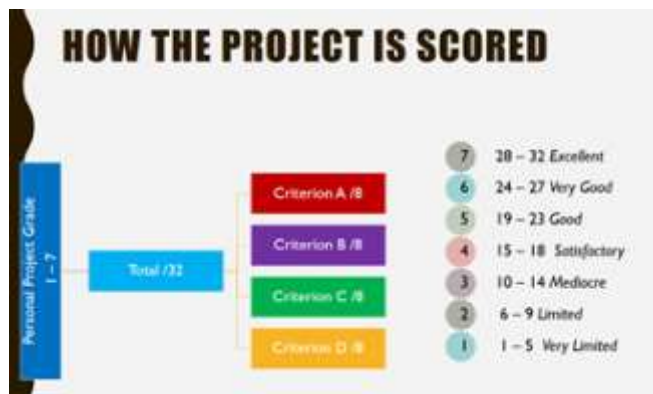 HOW THE PROJECT IS SCORED
Personal Project Grade
1 – 7
Total /32
Criterion A /8
Criterion B /8
Criterion C /8
Criterion D /8
7 28 – 32 Excellent
6 24 – 27 Very Good
5 19 – 23 Good
4 15 – 18 Satisfactory
3 10 – 14 Mediocre
2 6 – 9 Limited
1 1 – 5 Very Limited